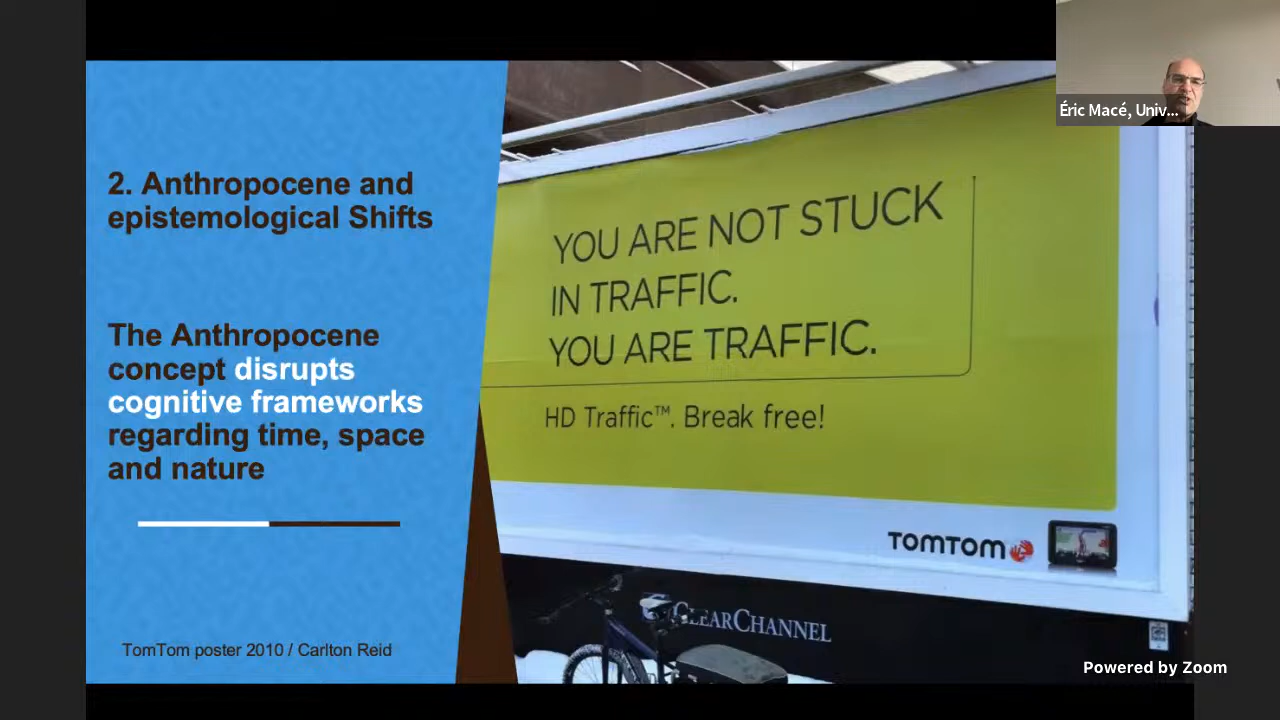 Éric Macé, Univ...
2. Anthropocene and
epistemological Shifts
The Anthropocene
concept disrupts
cognitive frameworks
regarding time, space
and nature
TomTom poster 2010 / Carlton Reid
YOU ARE NOT STUCK
IN TRAFFIC.
YOU ARE TRAFFIC.
HD Traffic™. Break free!
TOMTOM
CLEARCHANNEL
Powered by Zoom